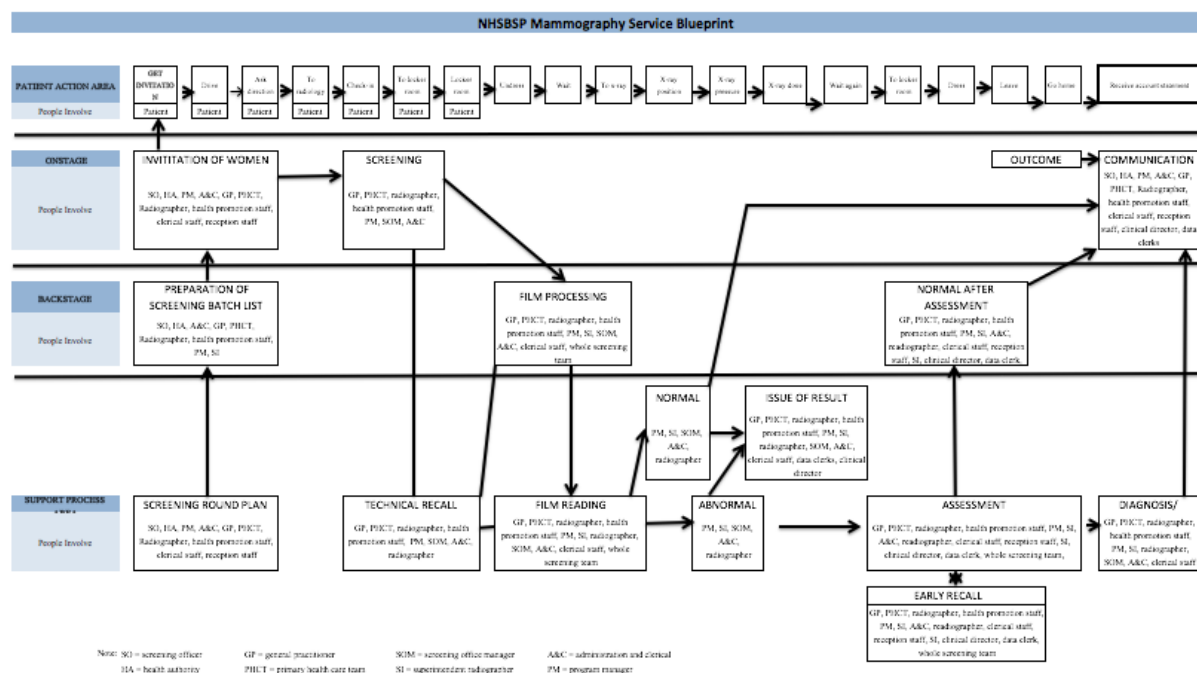 NHSBSP Mammography Service Blueprint
PATIENT ACTION AREA
People Involve
GET
INVITATIO
N
Patient
Drive
Patient
Ask
direction
Patient
To
radiology
Patient
Check-in
Patient
To locker
room
Patient
Locker
room
Patient
Undress
Wait
To x-ray
X-ray
position
X-ray
pressure
X-ray done
Wait again
To locker
room
Dress
Leave
Go home
Receive account statement
ONSTAGE
People Involve
INVITITATION OF WOMEN
SO, HA, PM, A&C, GP, PHCT,
Radiographer, health promotion staff,
clerical staff, reception staff
SCREENING
GP, PHCT, radiographer,
health promotion staff,
PM, SOM, A&C
OUTCOME
COMMUNICATION
SO, HA, PM, A&C, GP,
PHCT, Radiographer,
health promotion staff,
clerical staff, reception
staff, clinical director, data
clerks
BACKSTAGE
People Involve
PREPARATION OF
SCREENING BATCH LIST
SO, HA, A&C, GP, PHCT,
Radiographer, health promotion staff,
PM, SI
FILM PROCESSING
GP, PHCT, radiographer, health
promotion staff, PM, SI, SOM,
A&C, clerical staff, whole screening
team
NORMAL AFTER
ASSESSMENT
GP, PHCT, radiographer, health
promotion staff, PM, SI, A&C,
readiographer, clerical staff, reception
staff, SI, clinical director, data clerk,
NORMAL
PM, SI, SOM,
A&C,
radiographer
ISSUE OF RESULT
GP, PHCT, radiographer, health
promotion staff, PM, SI,
radiographer, SOM, A&C,
clerical staff, data clerks, clinical
director
SUPPORT PROCESS
People Involve
SCREENING ROUND PLAN
SO, HA, PM, A&C, GP, PHCT,
Radiographer, health promotion staff,
clerical staff, reception staff
TECHNICAL RECALL
GP, PHCT, radiographer, health
promotion staff, PM, SOM, A&C,
radiographer
FILM READING
GP, PHCT, radiographer, health
promotion staff, PM, SI, radiographer,
SOM, A&C, clerical staff, whole
screening team
ABNORMAL
PM, SI, SOM,
A&C,
radiographer
ASSESSMENT
GP, PHCT, radiographer, health promotion staff, PM, SI,
A&C, readiographer, clerical staff, reception staff, SI,
clinical director, data clerk, whole screening team,
DIAGNOSIS/
GP, PHCT, radiographer,
health promotion staff,
PM, SI, radiographer,
SOM, A&C, clerical staff
EARLY RECALL
GP, PHCT, radiographer, health promotion staff,
PM, SI, A&C, readiographer, clerical staff,
reception staff, SI, clinical director, data clerk,
whole screening team
Note: SO = screening officer GP = general practitioner SOM = screening office manager A&C = administration and clerical
HA = health authority PHCT = primary health care team SI = superintendent radiographer PM = program manager